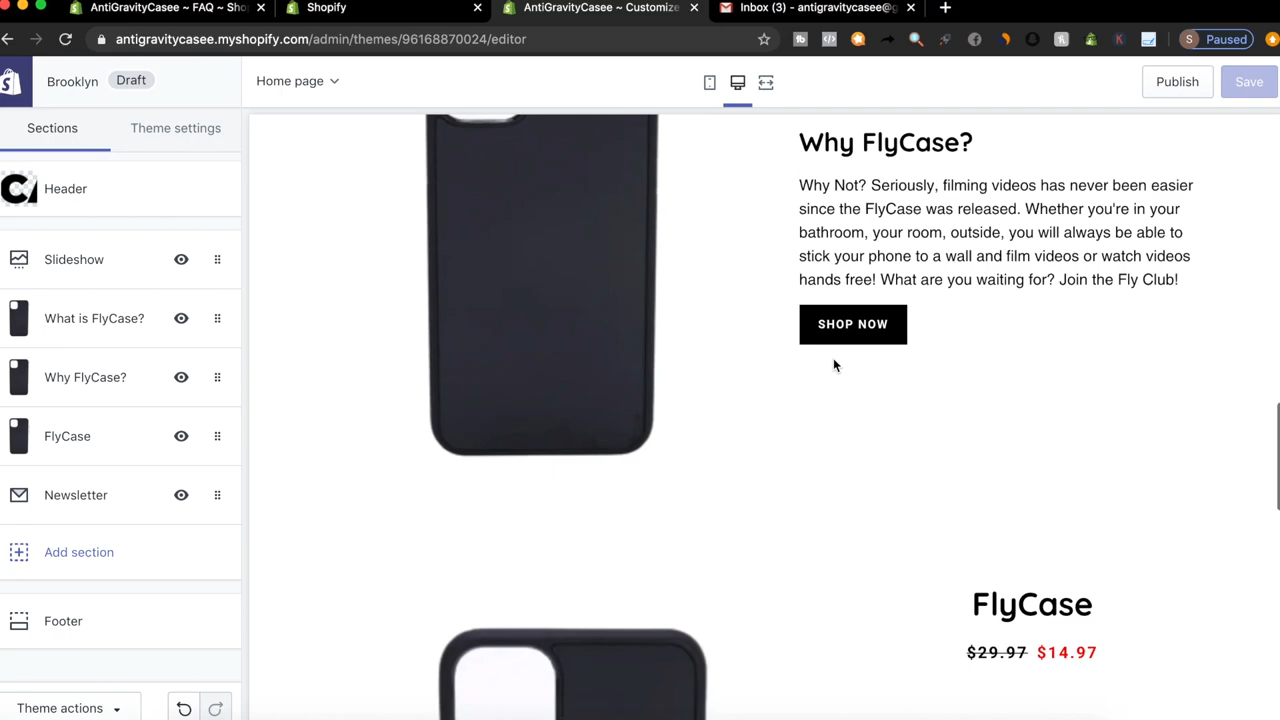 AntiGravityCasee ~ FAQ ~ Sho
Shopify
AntiGravityCasee ~ Customize
Inbox (3) - antigravitycasee@g
antigravitycasee.myshopify.com/admin/themes/96168870024/editor
S Paused
Brooklyn
Draft
Home page
Publish
Save
Sections
Theme settings
Header
Slideshow
What is FlyCase?
Why FlyCase?
FlyCase
Newsletter
Add section
Footer
Theme actions
Why FlyCase?
Why Not? Seriously, filming videos has never been easier
since the FlyCase was released. Whether you're in your
bathroom, your room, outside, you will always be able to
stick your phone to a wall and film videos or watch videos
hands free! What are you waiting for? Join the Fly Club!
SHOP NOW
FlyCase
$29.97 $14.97